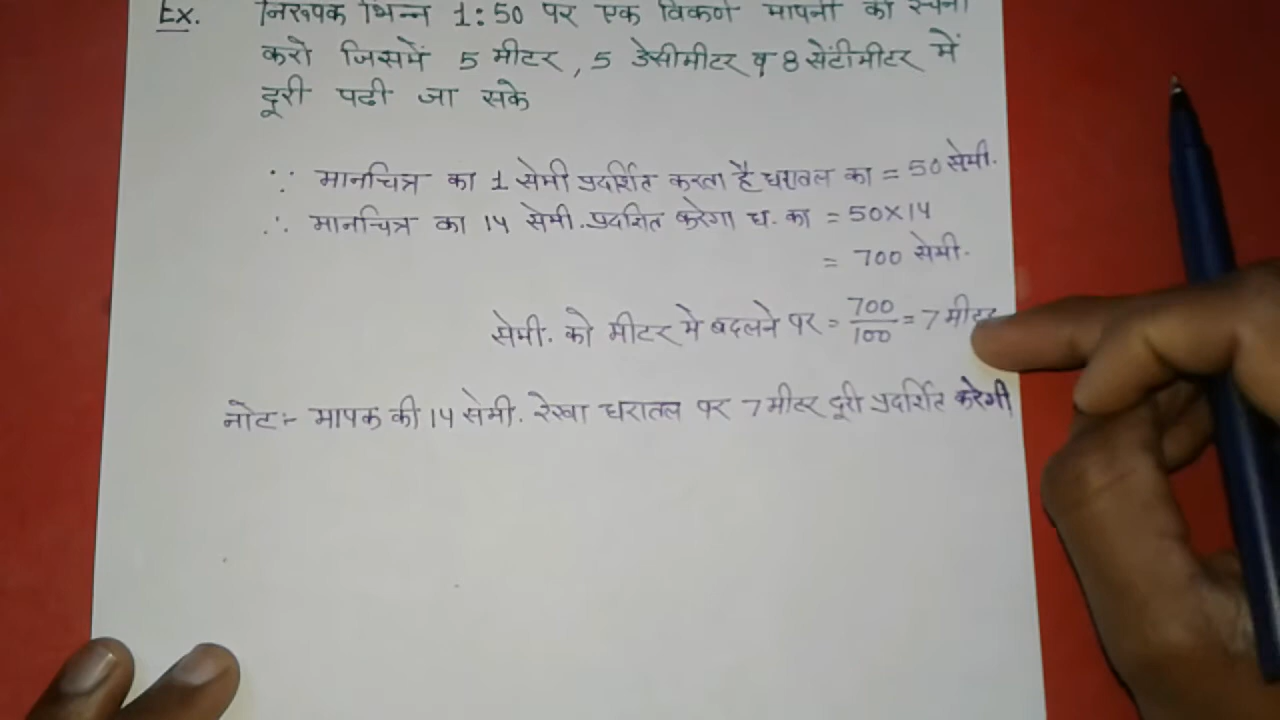 Ex. निरूपक भिन्न 1:50 पर एक विकर्ण मापनी की रचना
करो जिसमें 5 मीटर, 5 डेसीमीटर व 8 सेंटीमीटर में
दूरी पढी जा सके
∵ मानचित्र का 1 सेमी प्रदर्शित करता है धरातल का = 50 सेमी.
∴ मानचित्र का 14 सेमी. प्रदर्शित करेगा ध. का = 50×14
= 700 सेमी.
सेमी. को मीटर मे बदलने पर = 700/100 = 7 मीटर
नोट:- मापक की 14 सेमी. रेखा धरातल पर 7 मीटर दूरी प्रदर्शित करेगी